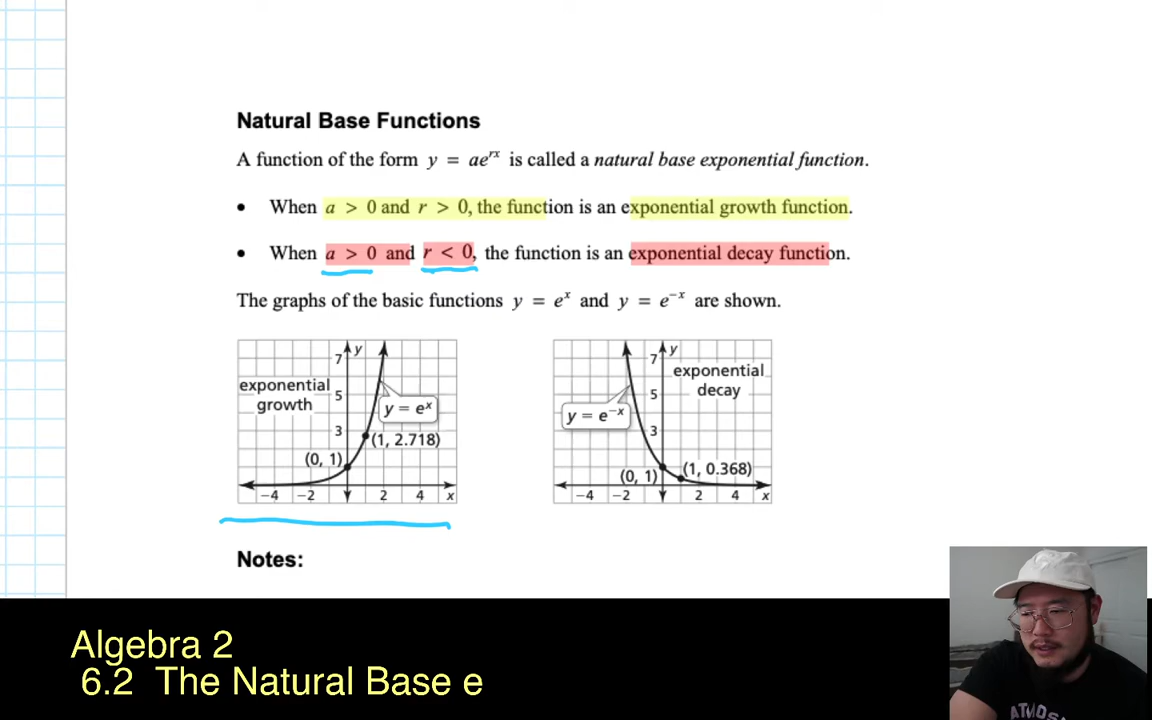 Natural Base Functions
A function of the form y = ae^rx is called a natural base exponential function.
• When a > 0 and r > 0, the function is an exponential growth function.
• When a > 0 and r < 0, the function is an exponential decay function.
The graphs of the basic functions y = e^x and y = e^−x are shown.
exponential
growth
y
7
5
3
y = e^x
(1, 2.718)
(0, 1)
−4 −2 2 4 x
exponential
decay
y
7
5
3
y = e^−x
(0, 1)
(1, 0.368)
−4 −2 2 4 x
Notes:
Algebra 2
6.2 The Natural Base e